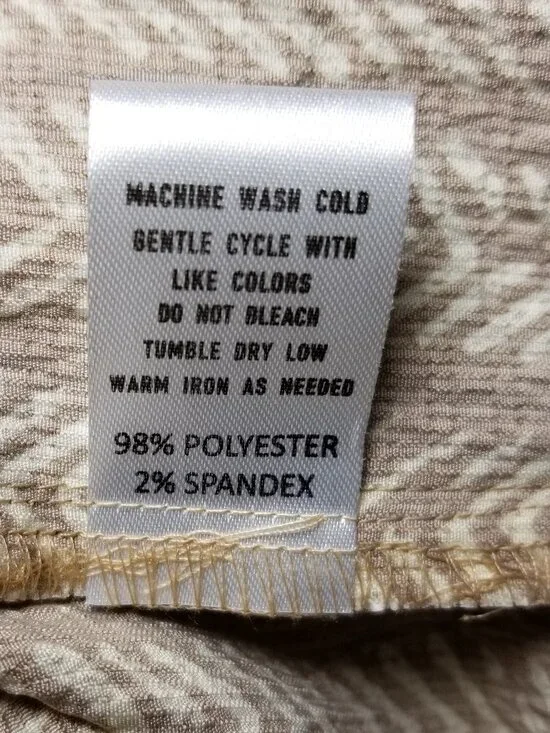 MACHINE WASH COLD
GENTLE CYCLE WITH
LIKE COLORS
DO NOT BLEACH
TUMBLE DRY LOW
WARM IRON AS NEEDED
98% POLYESTER
2% SPANDEX